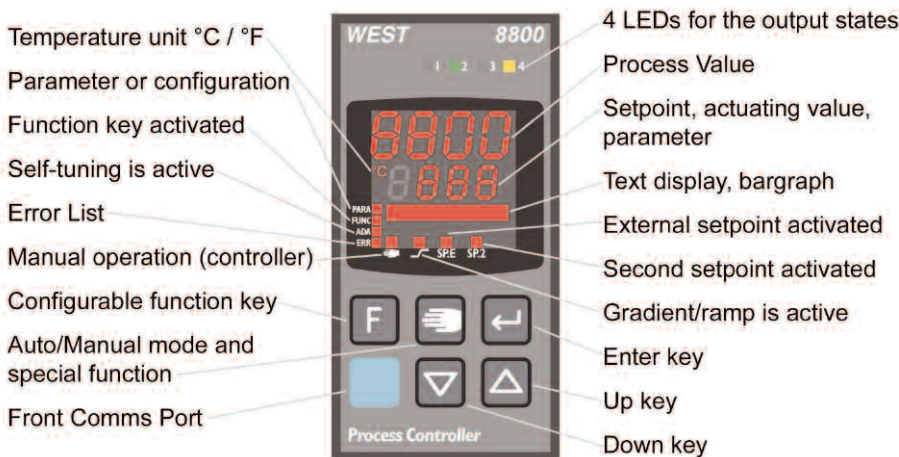 Temperature unit °C / °F
Parameter or configuration
Function key activated
Self-tuning is active
Error List
Manual operation (controller)
Configurable function key
Auto/Manual mode and
special function
Front Comms Port
WEST 8800
1 2 3 4
8800
°C 8 888
PARA
FUNC
ADA
ERR
SP.E SP.2
F
Process Controller
4 LEDs for the output states
Process Value
Setpoint, actuating value,
parameter
Text display, bargraph
External setpoint activated
Second setpoint activated
Gradient/ramp is active
Enter key
Up key
Down key